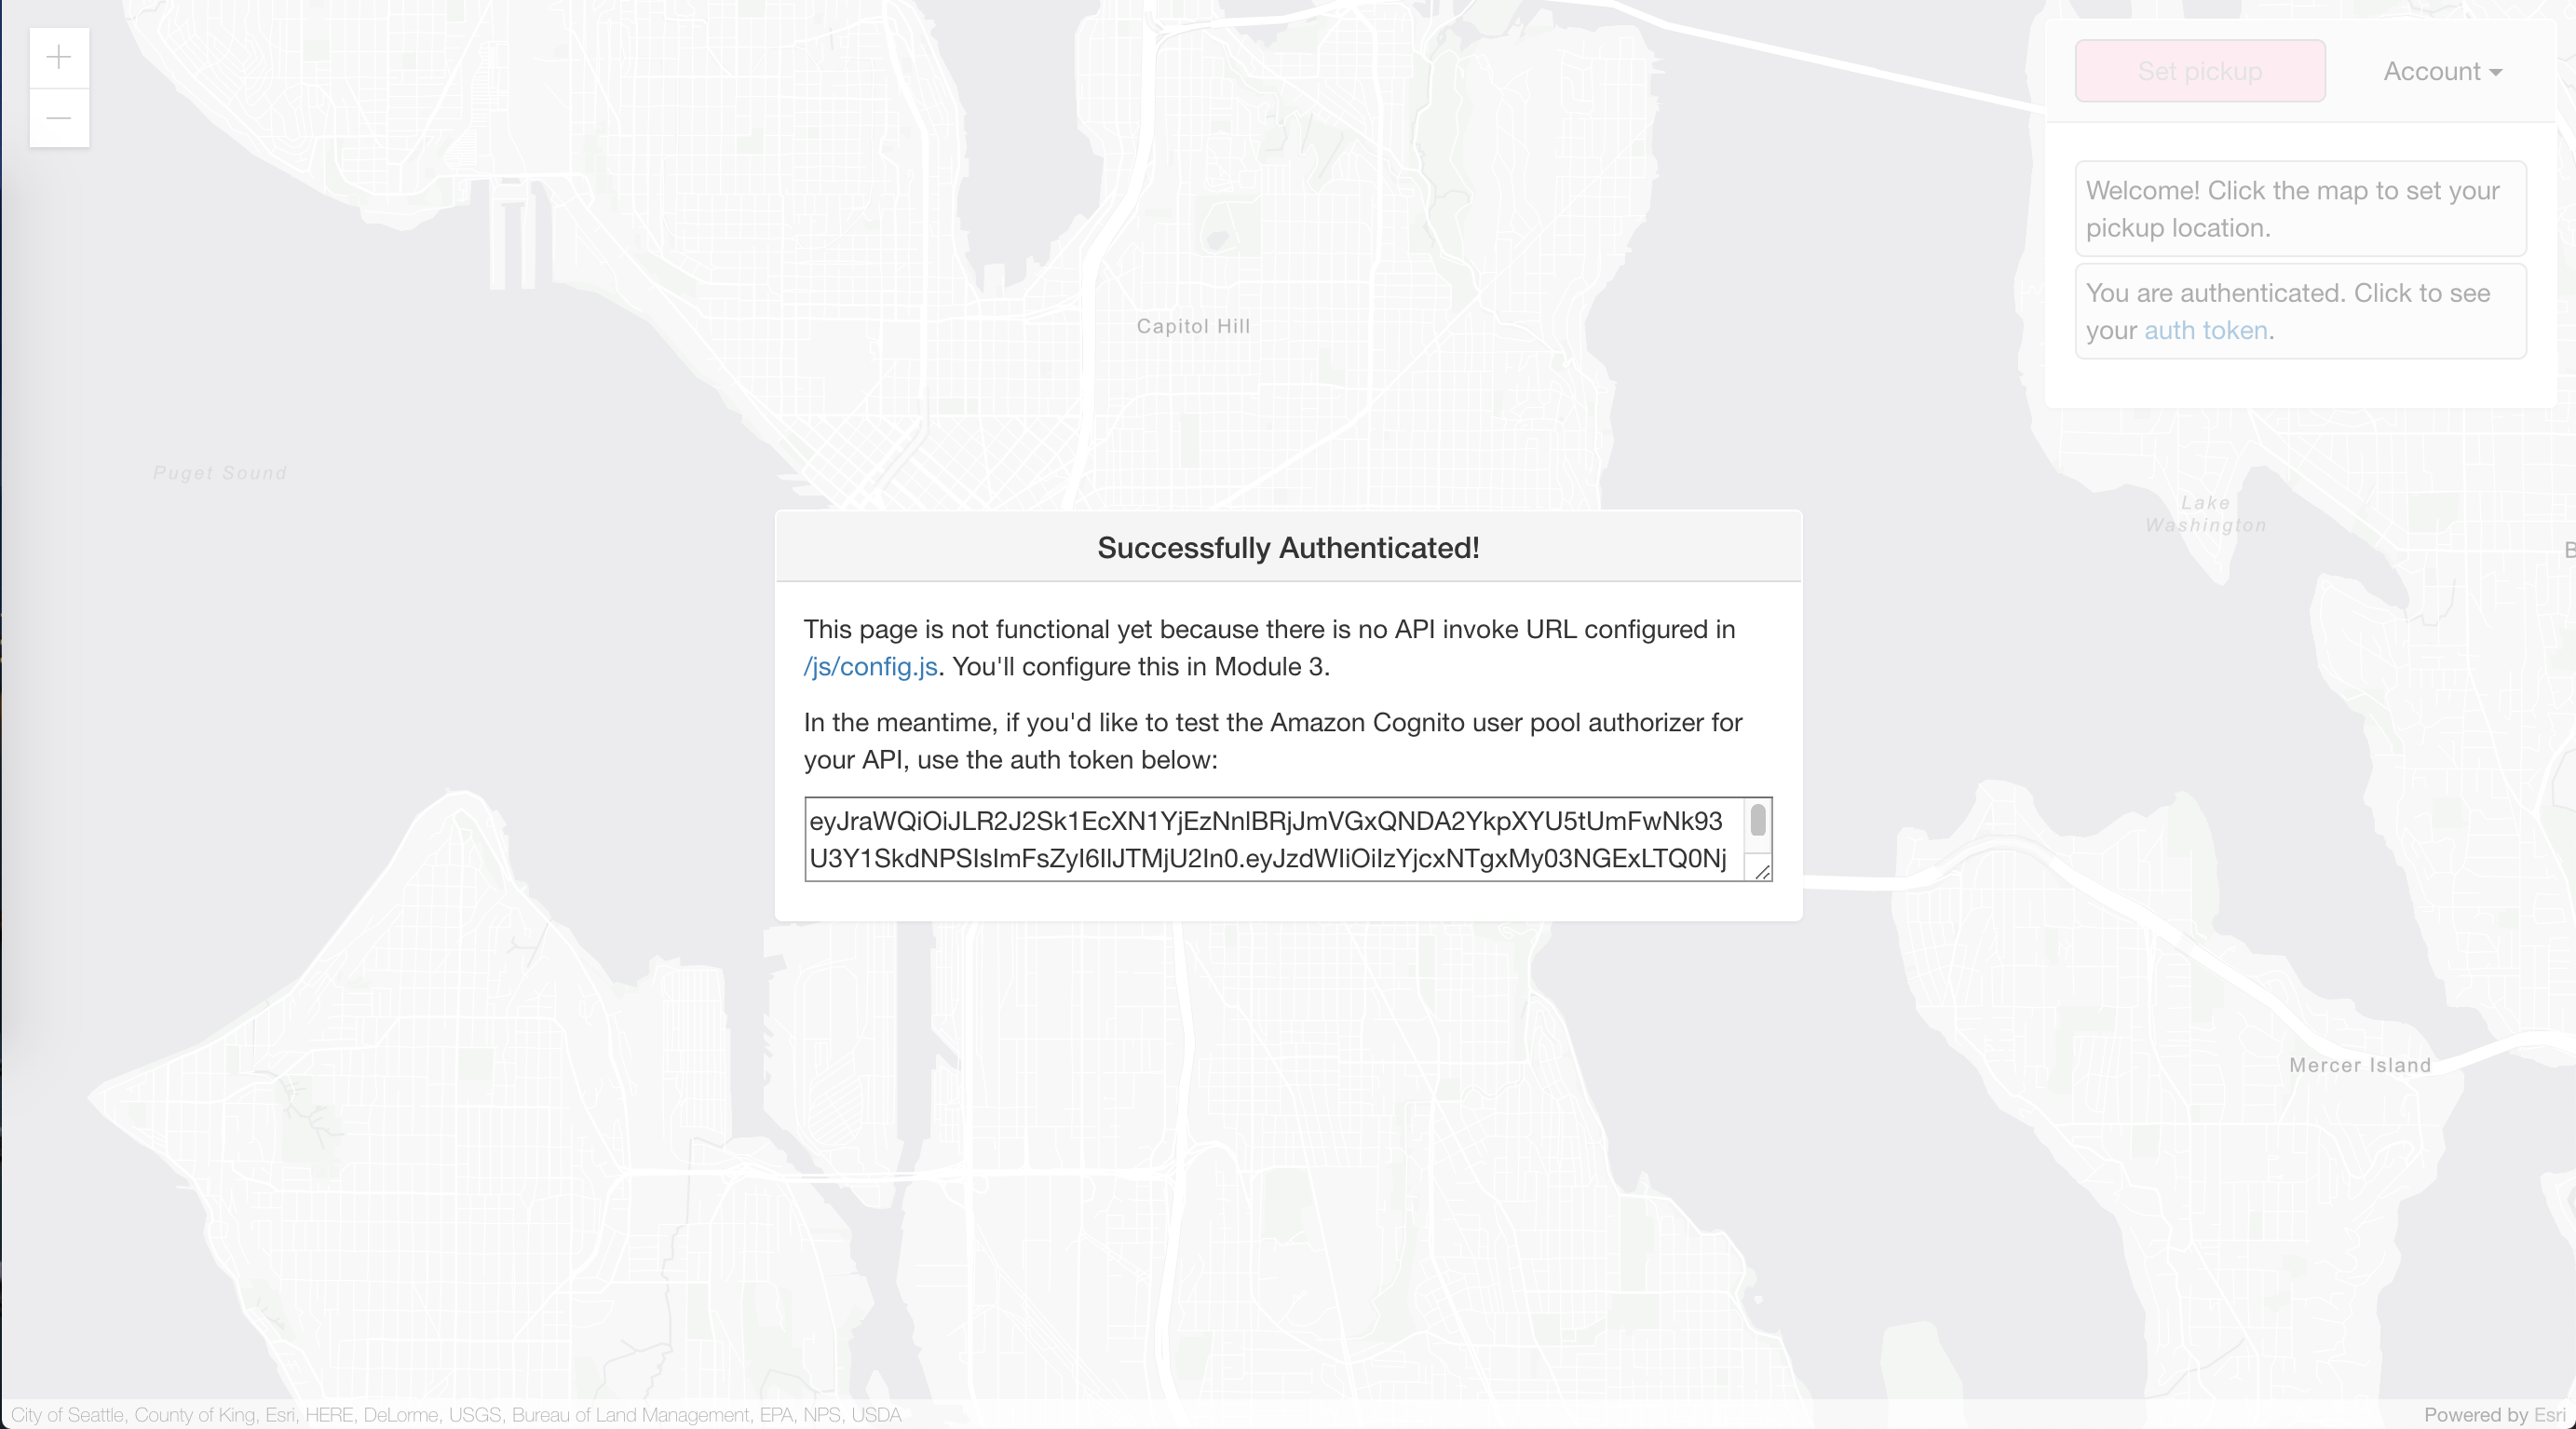 +
Set pickup
Account
−
Welcome! Click the map to set your
pickup location.
You are authenticated. Click to see
your auth token.
Capitol Hill
Puget Sound
Lake
Washington
B
Successfully Authenticated!
This page is not functional yet because there is no API invoke URL configured in
/js/config.js. You'll configure this in Module 3.
In the meantime, if you'd like to test the Amazon Cognito user pool authorizer for
your API, use the auth token below:
eyJraWQiOiJLR2J2Sk1EcXN1YjEzNnlBRjJmVGxQNDA2YkpXYU5tUmFwNk93
U3Y1SkdNPSIsImFsZyI6IlJTMjU2In0.eyJzdWIiOiIzYjcxNTgxMy03NGExLTQ0Nj
Mercer Island
City of Seattle, County of King, Esri, HERE, DeLorme, USGS, Bureau of Land Management, EPA, NPS, USDA
Powered by Esri